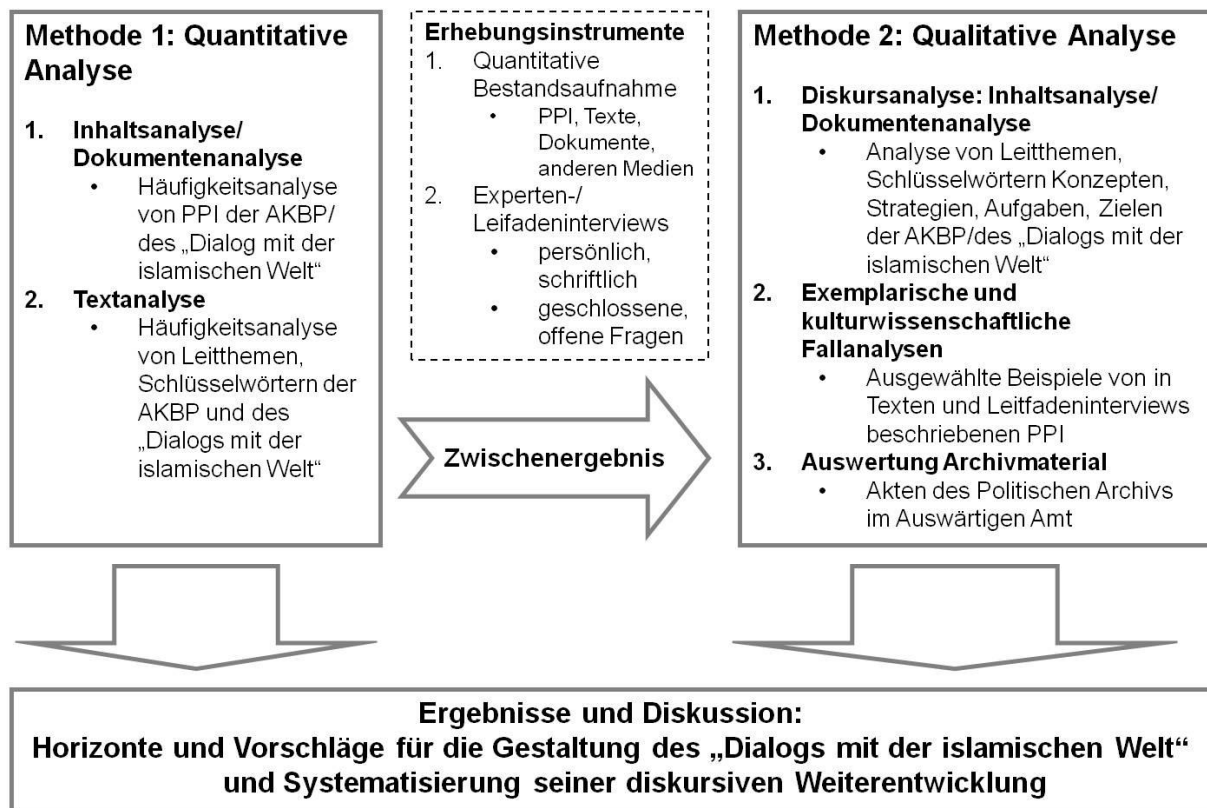 Methode 1: Quantitative
Analyse
1. Inhaltsanalyse/
Dokumentenanalyse
• Häufigkeitsanalyse
von PPI der AKBP/
des „Dialog mit der
islamischen Welt“
2. Textanalyse
• Häufigkeitsanalyse
von Leitthemen,
Schlüsselwörtern der
AKBP und des
„Dialogs mit der
islamischen Welt“
Erhebungsinstrumente
1. Quantitative
Bestandsaufnahme
• PPI, Texte,
Dokumente,
anderen Medien
2. Experten-/
Leifadeninterviews
• persönlich,
schriftlich
• geschlossene,
offene Fragen
Zwischenergebnis
Methode 2: Qualitative Analyse
1. Diskursanalyse: Inhaltsanalyse/
Dokumentenanalyse
• Analyse von Leitthemen,
Schlüsselwörtern Konzepten,
Strategien, Aufgaben, Zielen
der AKBP/des „Dialogs mit der
islamischen Welt“
2. Exemplarische und
kulturwissenschaftliche
Fallanalysen
• Ausgewählte Beispiele von in
Texten und Leitfadeninterviews
beschriebenen PPI
3. Auswertung Archivmaterial
• Akten des Politischen Archivs
im Auswärtigen Amt
Ergebnisse und Diskussion:
Horizonte und Vorschläge für die Gestaltung des „Dialogs mit der islamischen Welt“
und Systematisierung seiner diskursiven Weiterentwicklung